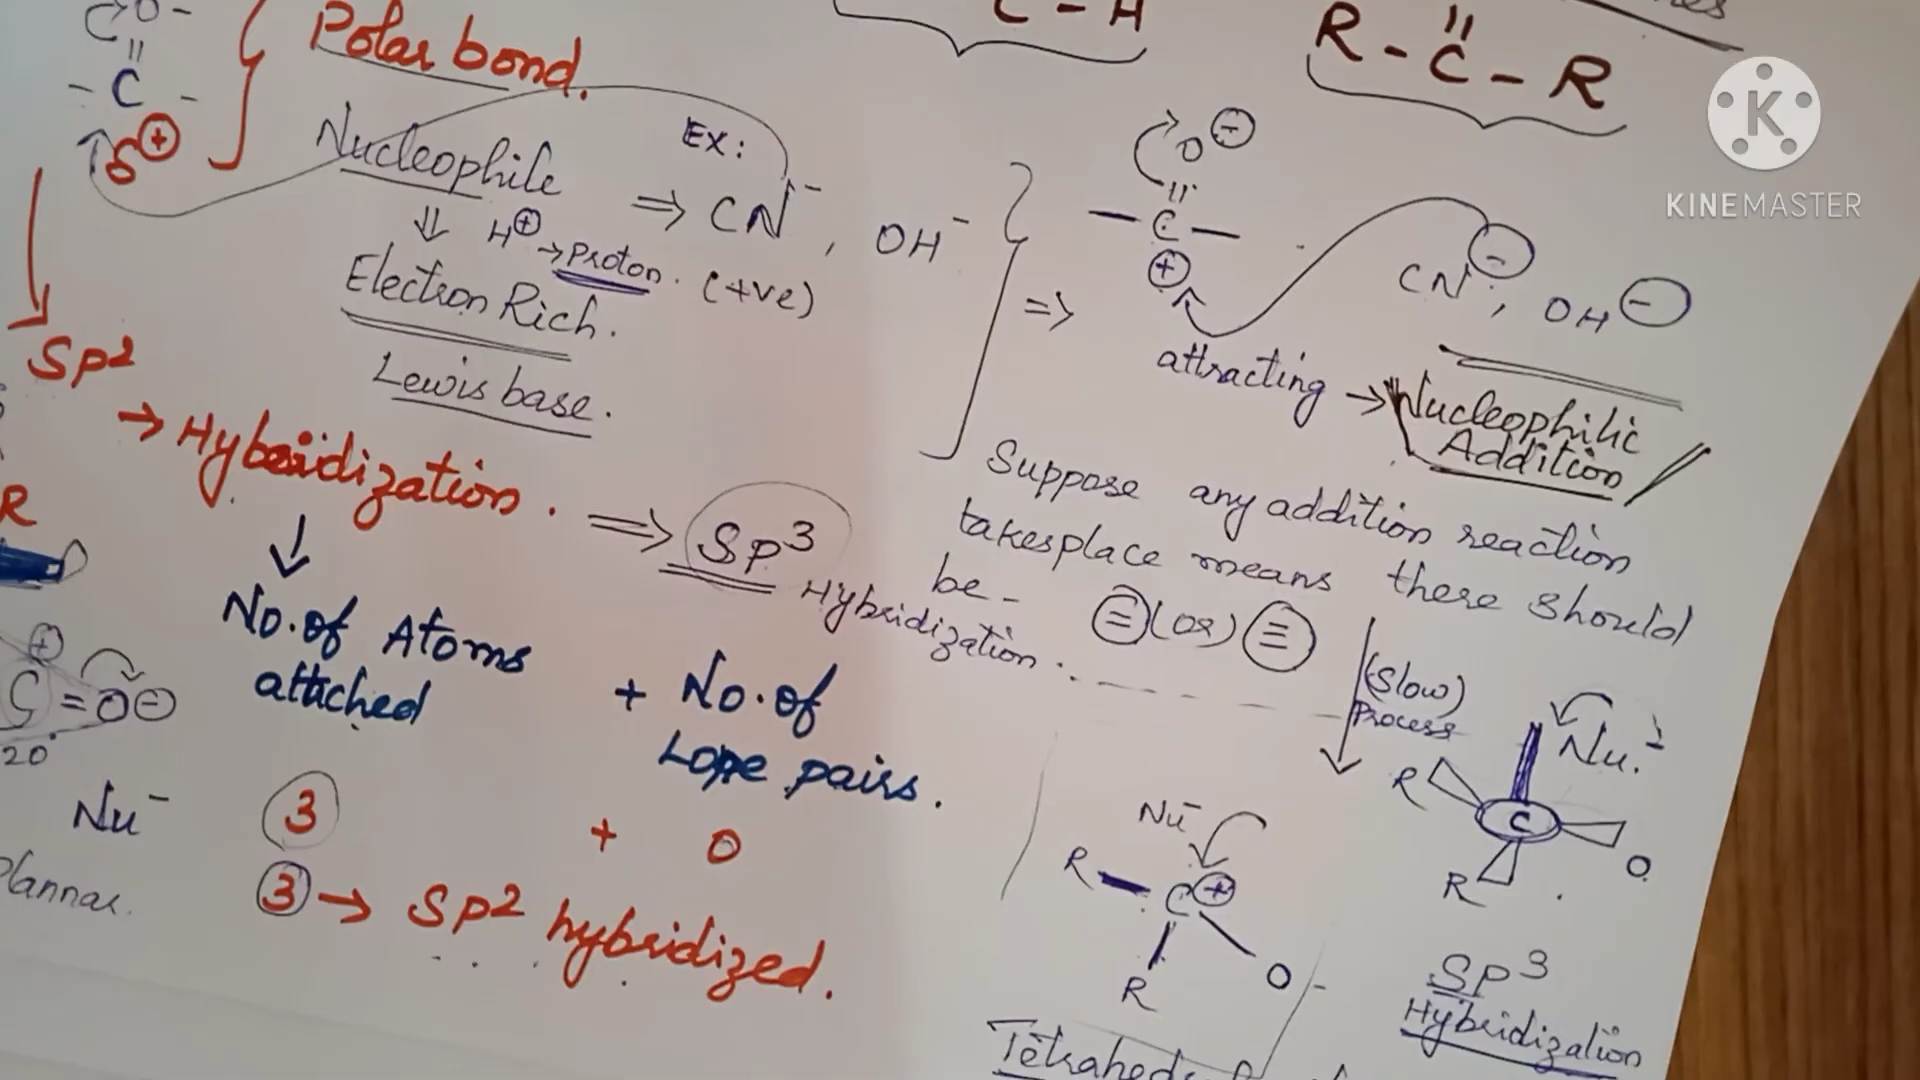 C - H
R - C - R
O -
- C -
δ⊕
Polar bond.
Nucleophile
EX:
⇒ CN⁻, OH⁻
H⊕ → Proton. (+ve)
Electron Rich.
Lewis base.
O⊖
— C —
⊕
CN⊖, OH⊖
⇒
attracting → Nucleophilic
Addition
Sp²
→ Hybridization. ⇒ Sp³
Hybridization.
Suppose any addition reaction
takesplace means there should
be -
(or)
(Slow)
Process
No. of Atoms
attached
+ No. of
Lone pairs.
R
⊕
C = O⊖
20°
Nu⁻
3 + 0
3 → Sp² hybridized.
Nu⁻
R C⊕
R O -
Nu:⁻
R C
R O
Sp³
Hybridization
KINEMASTER
K